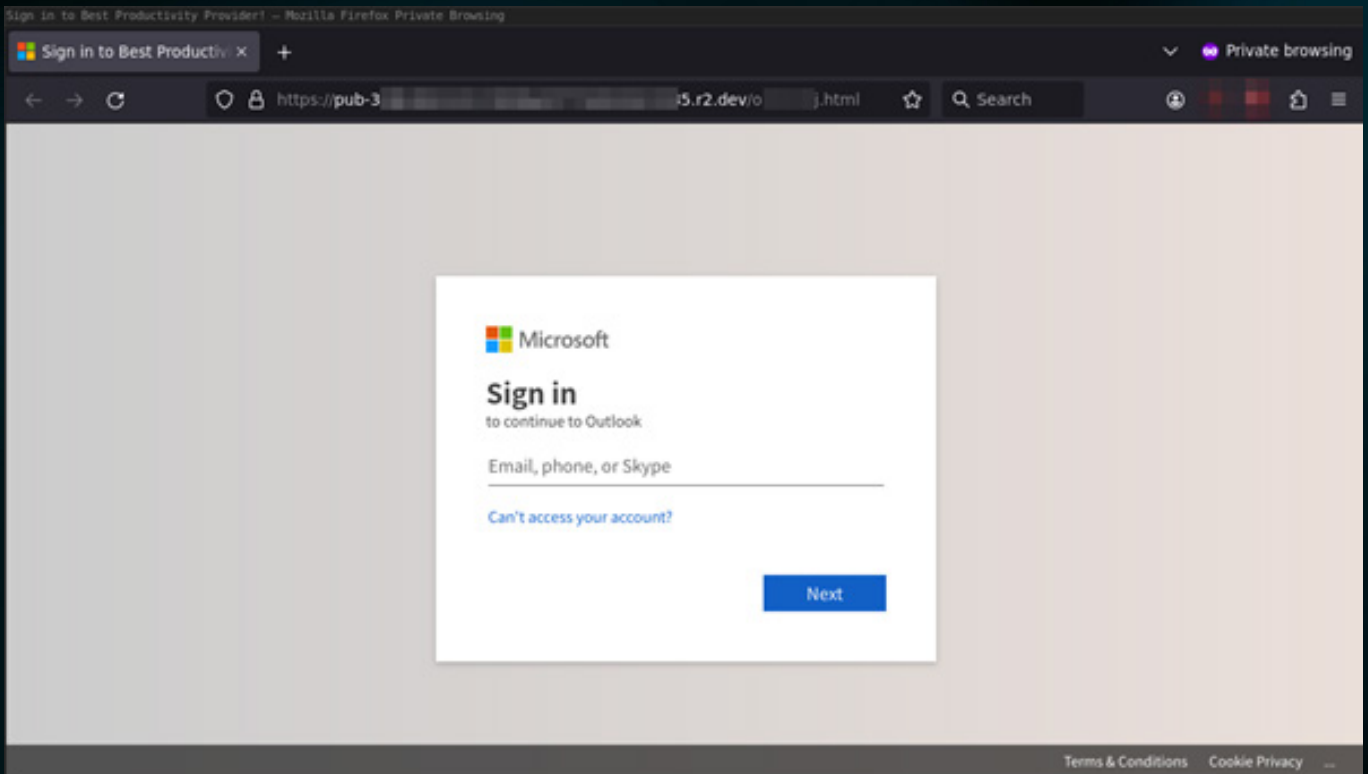 Sign in to Best Productivity Provider! — Mozilla Firefox Private Browsing
Sign in to Best Productiv
Private browsing
https://pub-3 5.r2.dev/o j.html
Search
Microsoft
Sign in
to continue to Outlook
Email, phone, or Skype
Can't access your account?
Next
Terms & Conditions Cookie Privacy ...